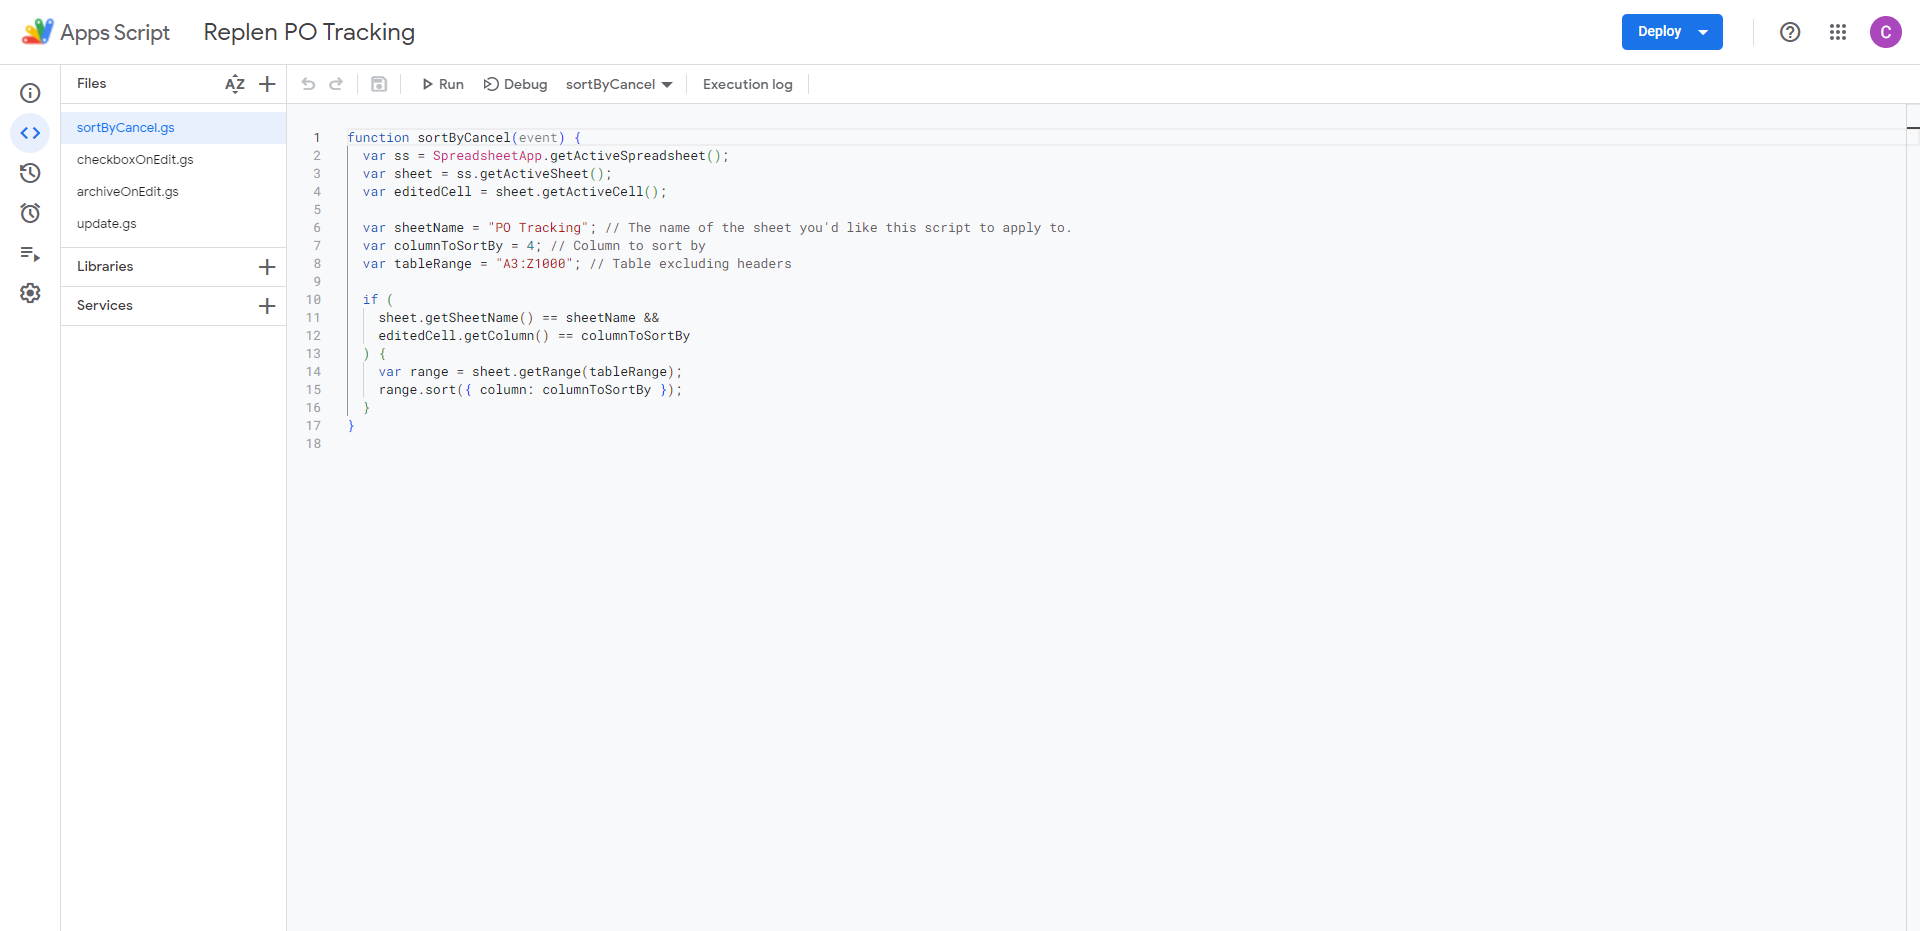 Apps Script
Replen PO Tracking
Deploy
C
Files
AZ
Run
Debug
sortByCancel
Execution log
sortByCancel.gs
checkboxOnEdit.gs
archiveOnEdit.gs
update.gs
Libraries
Services
1 function sortByCancel(event) {
2 var ss = SpreadsheetApp.getActiveSpreadsheet();
3 var sheet = ss.getActiveSheet();
4 var editedCell = sheet.getActiveCell();
5
6 var sheetName = "PO Tracking"; // The name of the sheet you'd like this script to apply to.
7 var columnToSortBy = 4; // Column to sort by
8 var tableRange = "A3:Z1000"; // Table excluding headers
9
10 if (
11 sheet.getSheetName() == sheetName &&
12 editedCell.getColumn() == columnToSortBy
13 ) {
14 var range = sheet.getRange(tableRange);
15 range.sort({ column: columnToSortBy });
16 }
17 }
18